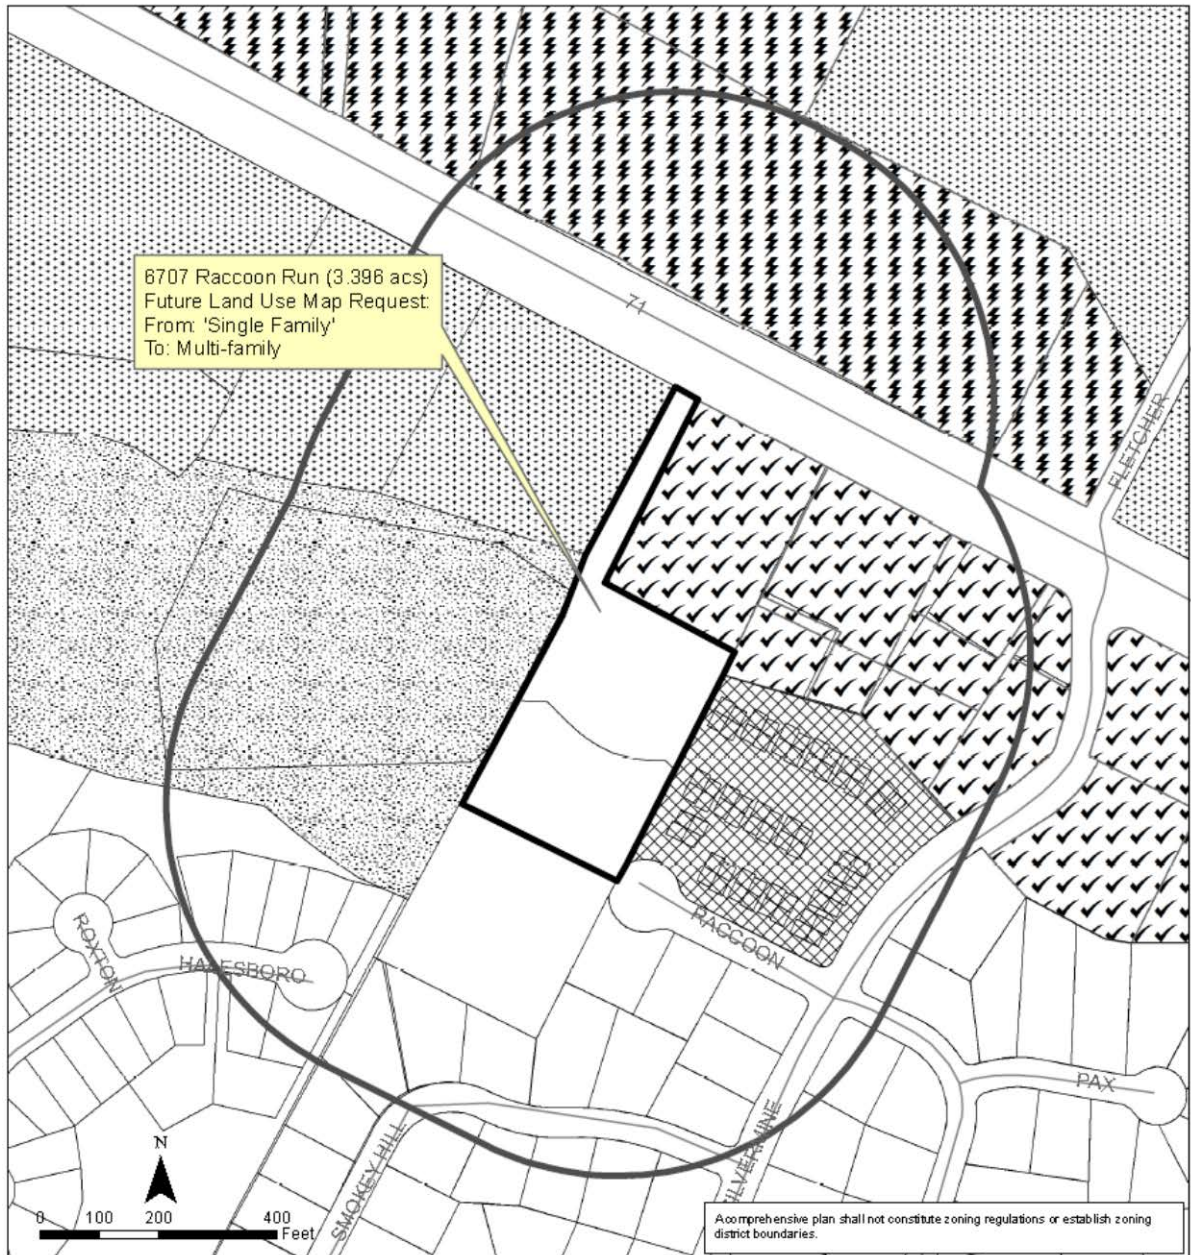 6707 Raccoon Run (3.396 acs)
Future Land Use Map Request:
From: 'Single Family'
To: Multi-family
71
FLETCHER
RACCOON
ROXTON
HALESBORO
PAX
SILVERMINE
SMOKEY HILL
N
0 100 200 400
Feet
Acomprehensive plan shall not constitute zoning regulations or establish zoning
district boundaries.